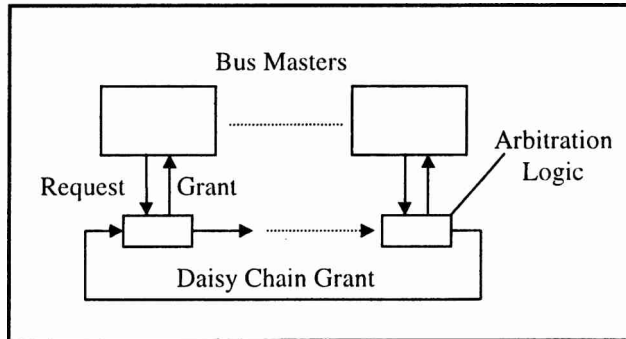 Bus Masters
Arbitration
Logic
Request
Grant
Daisy Chain Grant